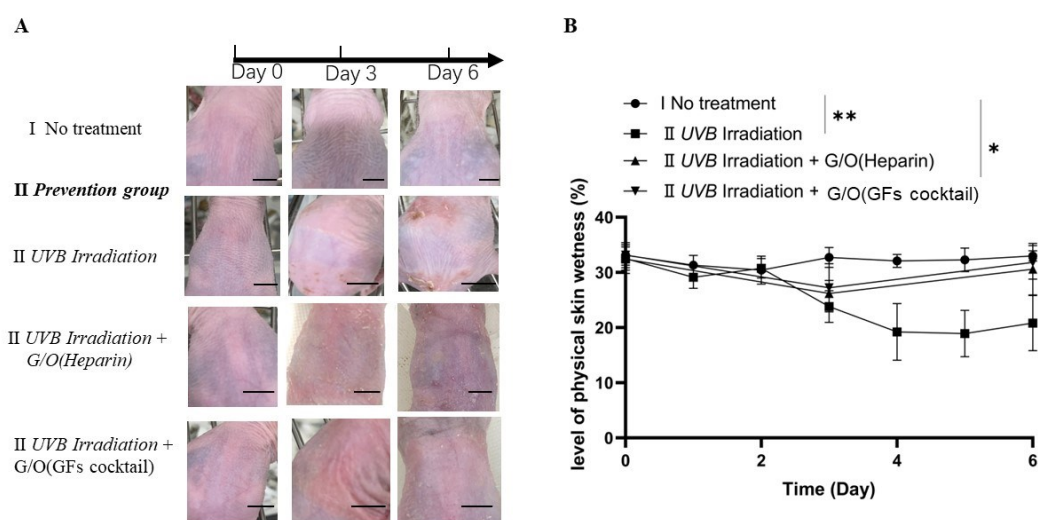 A
Day 0 Day 3 Day 6
I No treatment
II Prevention group
II UVB Irradiation
II UVB Irradiation +
G/O(Heparin)
II UVB Irradiation +
G/O(GFs cocktail)
B
I No treatment
II UVB Irradiation
II UVB Irradiation + G/O(Heparin)
II UVB Irradiation + G/O(GFs cocktail)
**
*
level of physical skin wetness (%)
40
30
20
10
0
0 2 4 6
Time (Day)